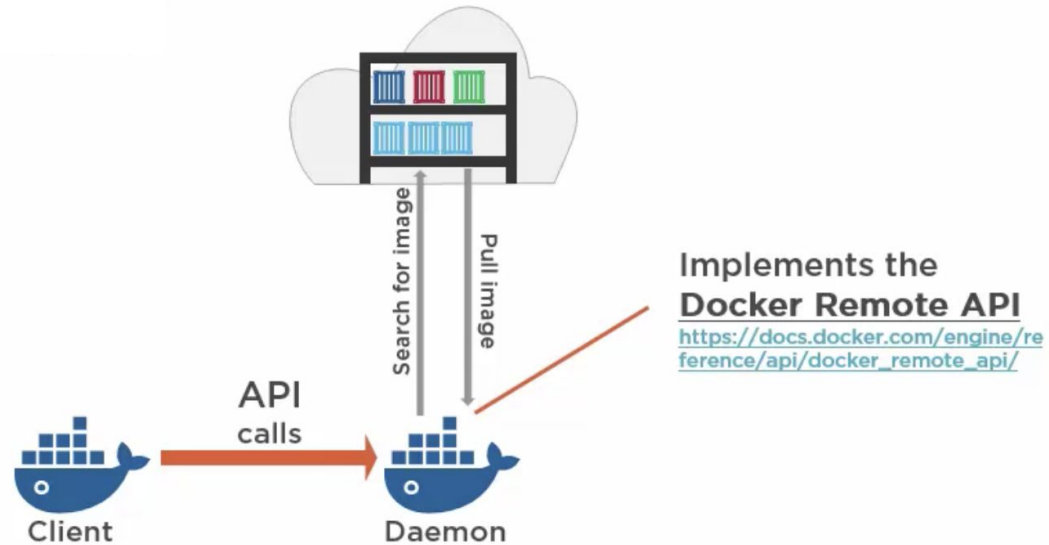 Search for image
Pull image
Implements the
Docker Remote API
https://docs.docker.com/engine/re
ference/api/docker_remote_api/
API
calls
Client
Daemon